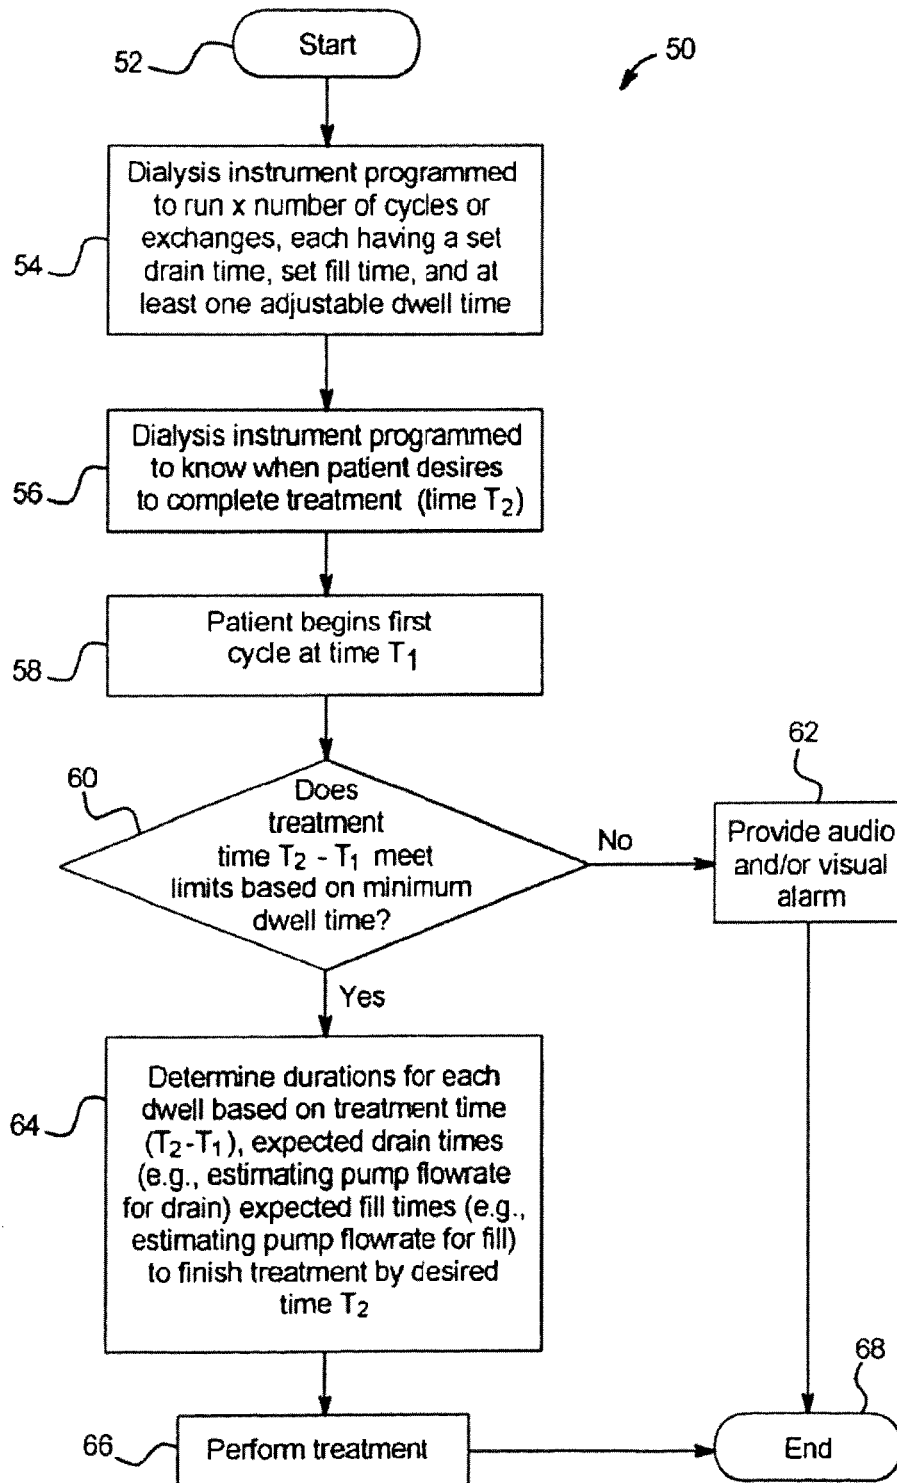 Start
52
50
Dialysis instrument programmed
to run x number of cycles or
exchanges, each having a set
drain time, set fill time, and at
least one adjustable dwell time
54
Dialysis instrument programmed
to know when patient desires
to complete treatment (time T2)
56
Patient begins first
cycle at time T1
58
60
Does
treatment
time T2 - T1 meet
limits based on minimum
dwell time?
No
62
Provide audio
and/or visual
alarm
Yes
Determine durations for each
dwell based on treatment time
(T2-T1), expected drain times
(e.g., estimating pump flowrate
for drain) expected fill times (e.g.,
estimating pump flowrate for fill)
to finish treatment by desired
time T2
64
66
Perform treatment
68
End